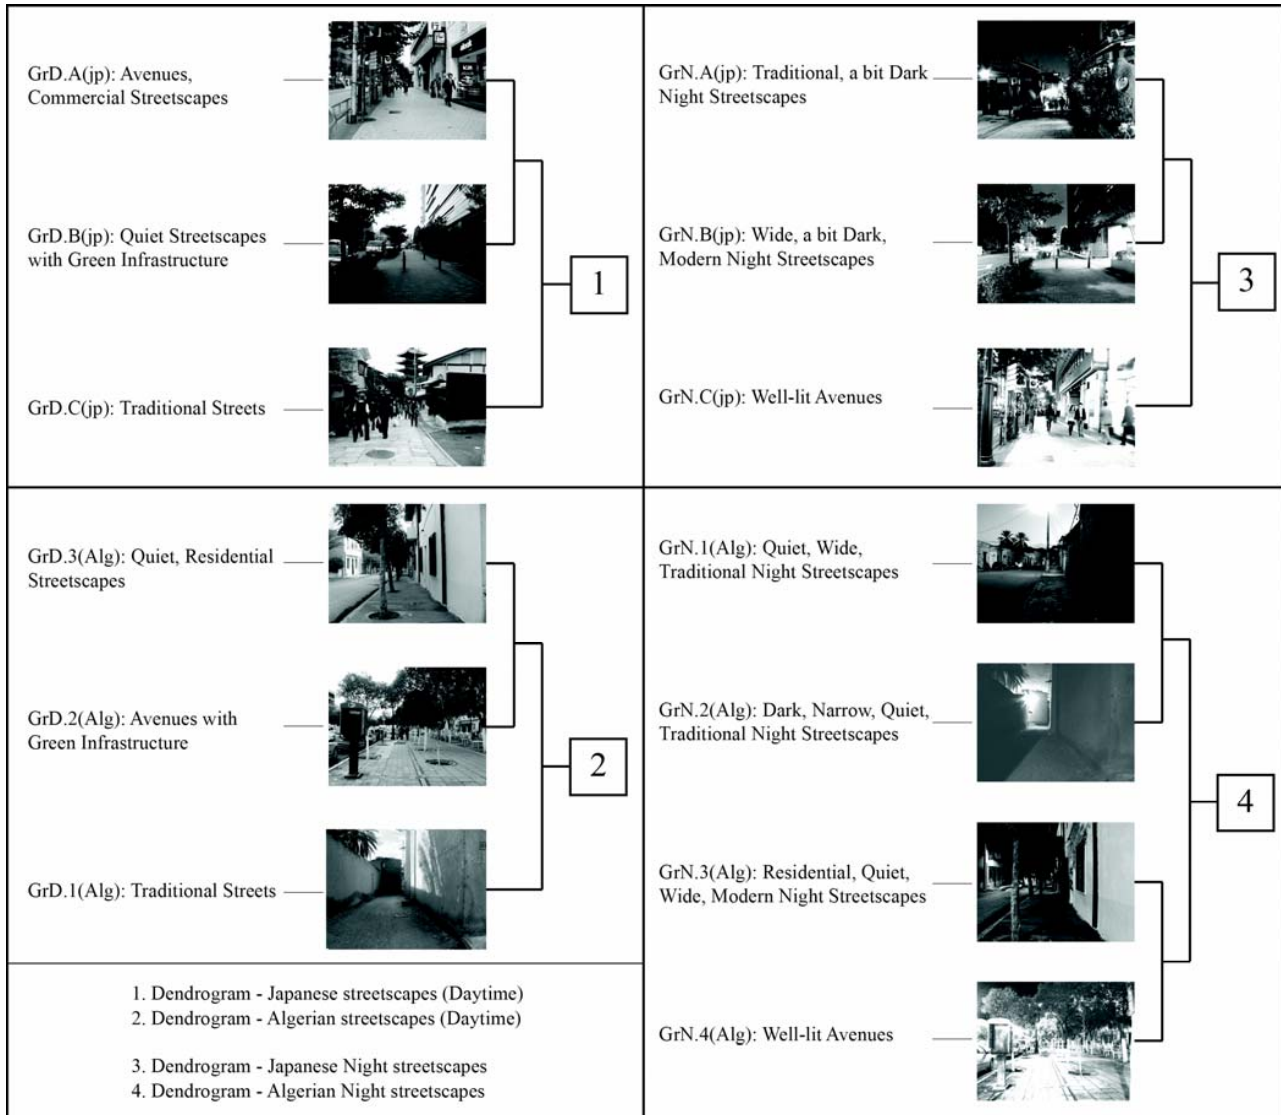 GrD.A(jp): Avenues,
Commercial Streetscapes
GrD.B(jp): Quiet Streetscapes
with Green Infrastructure
GrD.C(jp): Traditional Streets
1
GrN.A(jp): Traditional, a bit Dark
Night Streetscapes
GrN.B(jp): Wide, a bit Dark,
Modern Night Streetscapes
GrN.C(jp): Well-lit Avenues
3
GrD.3(Alg): Quiet, Residential
Streetscapes
GrD.2(Alg): Avenues with
Green Infrastructure
GrD.1(Alg): Traditional Streets
2
GrN.1(Alg): Quiet, Wide,
Traditional Night Streetscapes
GrN.2(Alg): Dark, Narrow, Quiet,
Traditional Night Streetscapes
GrN.3(Alg): Residential, Quiet,
Wide, Modern Night Streetscapes
GrN.4(Alg): Well-lit Avenues
4
1. Dendrogram - Japanese streetscapes (Daytime)
2. Dendrogram - Algerian streetscapes (Daytime)
3. Dendrogram - Japanese Night streetscapes
4. Dendrogram - Algerian Night streetscapes